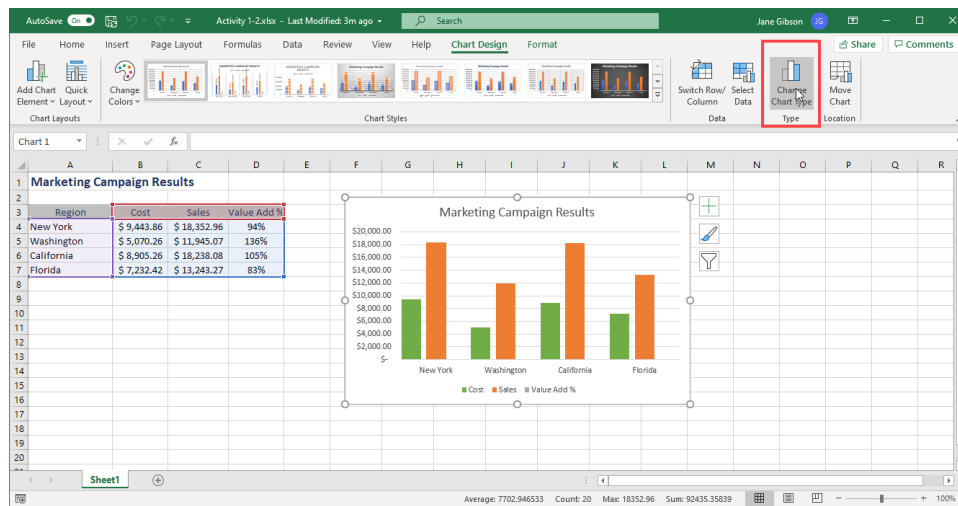 AutoSave On Activity 1-2.xlsx - Last Modified: 3m ago Search Jane Gibson JG
File Home Insert Page Layout Formulas Data Review View Help Chart Design Format Share Comments
Add Chart Quick Change Switch Row/ Select Change Move
Element Layout Colors Column Data Chart Type Chart
Chart Layouts Chart Styles Data Type Location
Chart 1 fx
A B C D E F G H I J K L M N O P Q R
1 Marketing Campaign Results
2
3 Region Cost Sales Value Add %
4 New York $ 9,443.86 $ 18,352.96 94%
5 Washington $ 5,070.26 $ 11,945.07 136%
6 California $ 8,905.26 $ 18,238.08 105%
7 Florida $ 7,232.42 $ 13,243.27 83%
8
9
10
11
12
13
14
15
16
17
18
19
20
Marketing Campaign Results
$20,000.00
$18,000.00
$16,000.00
$14,000.00
$12,000.00
$10,000.00
$8,000.00
$6,000.00
$4,000.00
$2,000.00
$-
New York Washington California Florida
Cost Sales Value Add %
Sheet1
Average: 7702.946533 Count: 20 Max: 18352.96 Sum: 92435.35839 100%